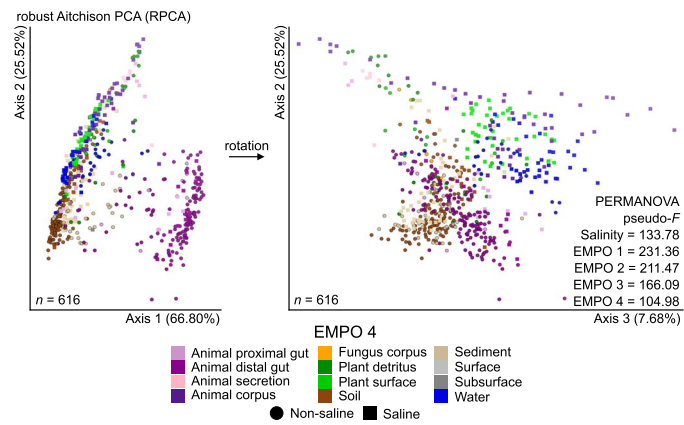 robust Aitchison PCA (RPCA)
Axis 2 (25.52%)
n = 616
Axis 1 (66.80%)
rotation
Axis 2 (25.52%)
n = 616
Axis 3 (7.68%)
PERMANOVA
pseudo-F
Salinity = 133.78
EMPO 1 = 231.36
EMPO 2 = 211.47
EMPO 3 = 166.09
EMPO 4 = 104.98
EMPO 4
Animal proximal gut
Animal distal gut
Animal secretion
Animal corpus
Fungus corpus
Plant detritus
Plant surface
Soil
Sediment
Surface
Subsurface
Water
Non-saline
Saline